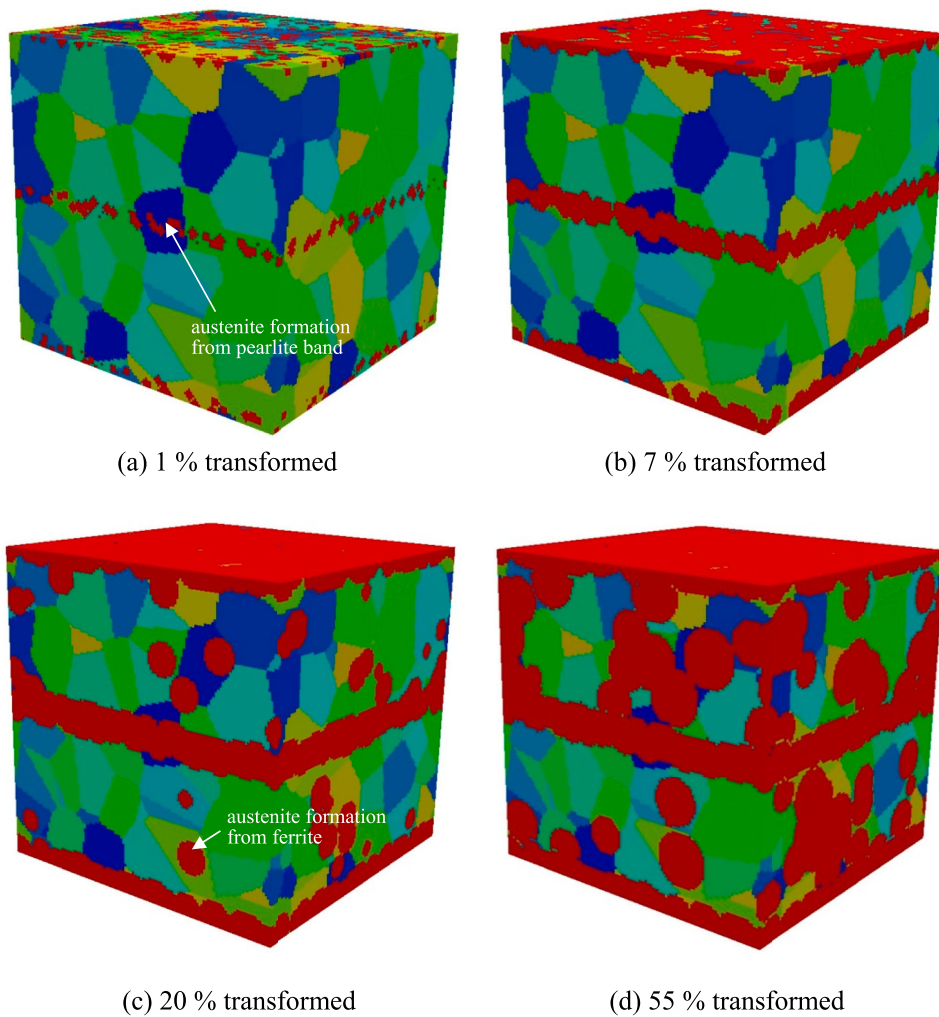 austenite formation
from pearlite band
(a) 1 % transformed
(b) 7 % transformed
austenite formation
from ferrite
(c) 20 % transformed
(d) 55 % transformed